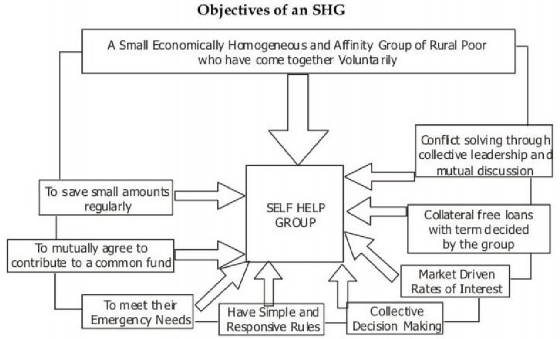 Objectives of an SHG
A Small Economically Homogeneous and Affinity Group of Rural Poor
who have come together Voluntarily
Conflict solving through
collective leadership and
mutual discussion
To save small amounts
regularly
SELF HELP
GROUP
Collateral free loans
with term decided
by the group
To mutually agree to
contribute to a common fund
Market Driven
Rates of Interest
To meet their
Emergency Needs
Have Simple and
Responsive Rules
Collective
Decision Making